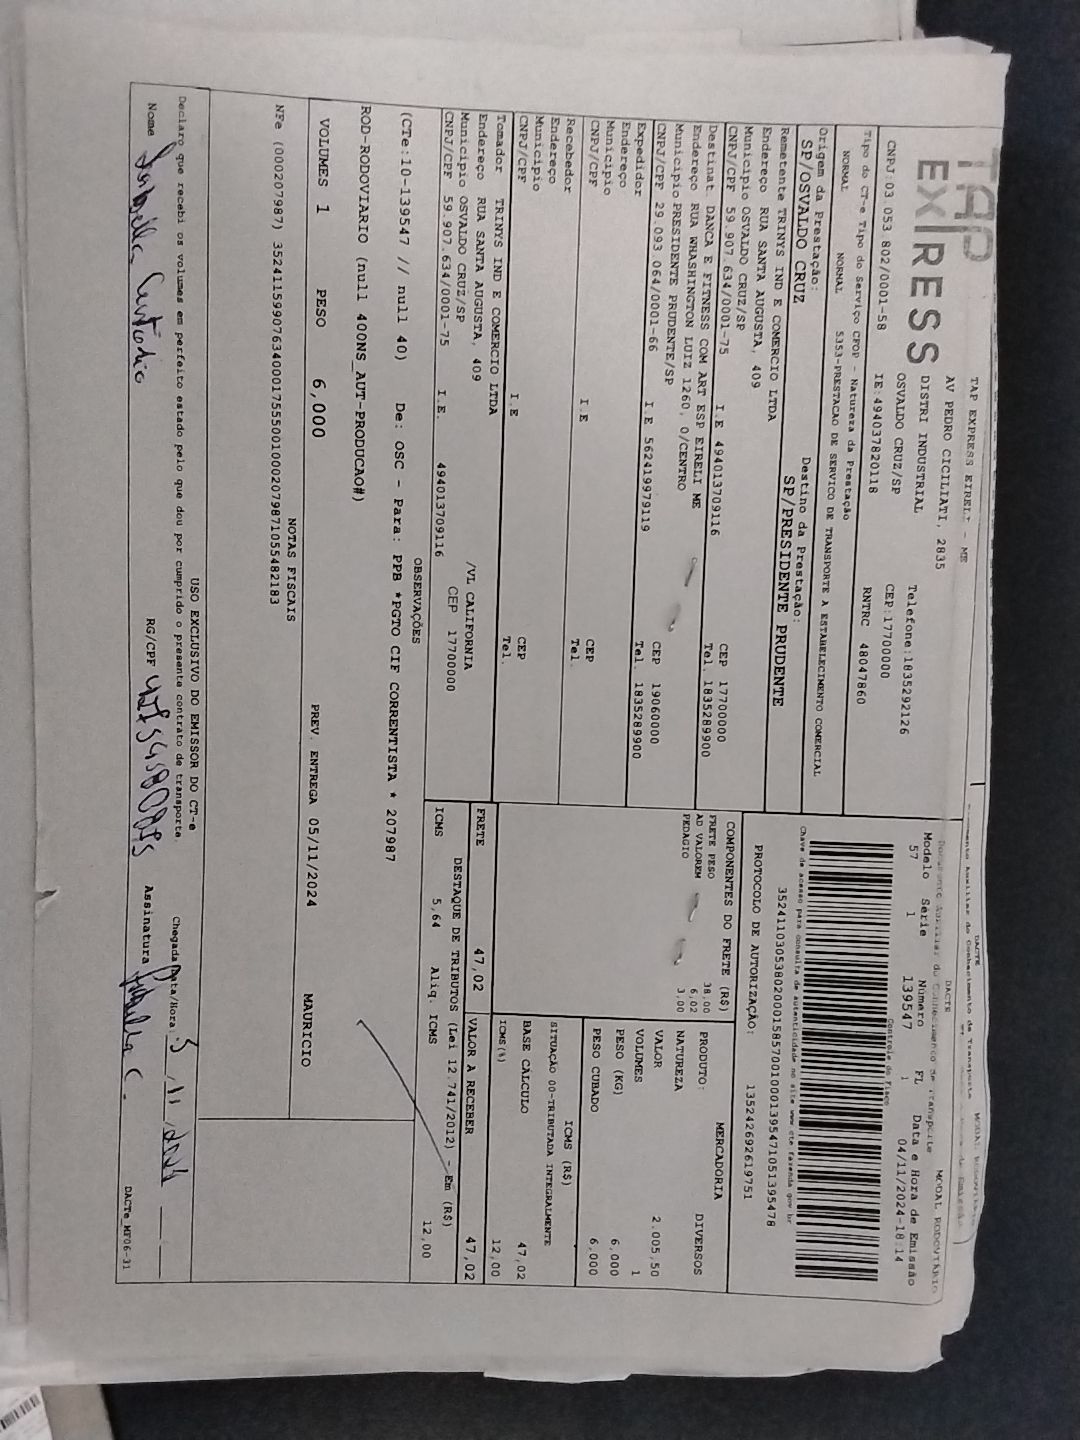 TAP
EX/RESS
TAP EXPRESS EIRELI - ME
AV PEDRO CICILIATI, 2835
DISTRI INDUSTRIAL
OSVALDO CRUZ/SP
Telefone:1835292126
CEP:17700000
CNPJ:03.053.802/0001-58 IE:494037820118 RNTRC 48047860
Tipo do CT-e Tipo do Serviço CFOP - Natureza da Prestação
NORMAL NORMAL 5353-PRESTACAO DE SERVICO DE TRANSPORTE A ESTABELECIMENTO COMERCIAL
Origem da Prestação: Destino da Prestação:
SP/OSVALDO CRUZ SP/PRESIDENTE PRUDENTE
DACTE
Documento Auxiliar do Conhecimento de Transporte
MODAL RODOVIÁRIO
Modelo Série Número FL Data e Hora de Emissão
57 1 139547 1 04/11/2024-18:14
Controle do Fisco
Chave de acesso para consulta de autenticidade no site www.cte.fazenda.gov.br
35241103053802000158570010001395471051395478
PROTOCOLO DE AUTORIZAÇÃO: 135242692619751
Remetente TRINYS IND E COMERCIO LTDA
Endereço RUA SANTA AUGUSTA, 409
Município OSVALDO CRUZ/SP CEP 17700000
CNPJ/CPF 59.907.634/0001-75 I.E 494013709116 Tel. 1835289900
Destinat DANCA E FITNESS COM ART ESP EIRELI ME
Endereço RUA WHASHINGTON LUIZ 1260, 0/CENTRO
Município PRESIDENTE PRUDENTE/SP CEP 19060000
CNPJ/CPF 29.093.064/0001-66 I.E 562419979119 Tel. 1835289900
Expedidor
Endereço
Município CEP
CNPJ/CPF I.E Tel.
Recebedor
Endereço
Município CEP
CNPJ/CPF I.E Tel.
Tomador TRINYS IND E COMERCIO LTDA
Endereço RUA SANTA AUGUSTA, 409 /VL CALIFORNIA
Município OSVALDO CRUZ/SP CEP 17700000
CNPJ/CPF 59.907.634/0001-75 I.E. 494013709116
COMPONENTES DO FRETE (R$)
FRETE PESO 38,00
AD VALOREM 6,02
PEDAGIO 3,00
MERCADORIA
PRODUTO: DIVERSOS
NATUREZA
VALOR 2.005,50
VOLUMES 1
PESO (KG) 6,000
PESO CUBADO 6,000
ICMS (R$)
SITUAÇÃO 00-TRIBUTADA INTEGRALMENTE
BASE CÁLCULO 47,02
ICMS(%) 12,00
FRETE 47,02 VALOR A RECEBER 47,02
DESTAQUE DE TRIBUTOS (Lei 12.741/2012) - Em (R$)
ICMS 5,64 Aliq. ICMS 12,00
OBSERVAÇÕES
(CTe:10-139547 // null 40) De: OSC - Para: PPB *PGTO CIF CORRENTISTA * 207987
ROD-RODOVIARIO (null 400NS_AUT-PRODUCAO#)
VOLUMES 1 PESO 6,000 PREV. ENTREGA 05/11/2024 MAURICIO
NOTAS FISCAIS
NFe (000207987) 35241159907634000175550010002079871055482183
USO EXCLUSIVO DO EMISSOR DO CT-e
Declaro que recebi os volumes em perfeito estado pelo que dou por cumprido o presente contrato de transporte.
Chegada Data/Hora: 5/11/2024
Nome RG/CPF Assinatura
DACTe_MF06-31